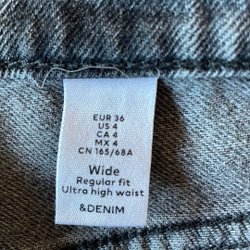 EUR 36
US 4
CA 4
MX 4
CN 165/68A
Wide
Regular fit
Ultra high waist
&DENIM